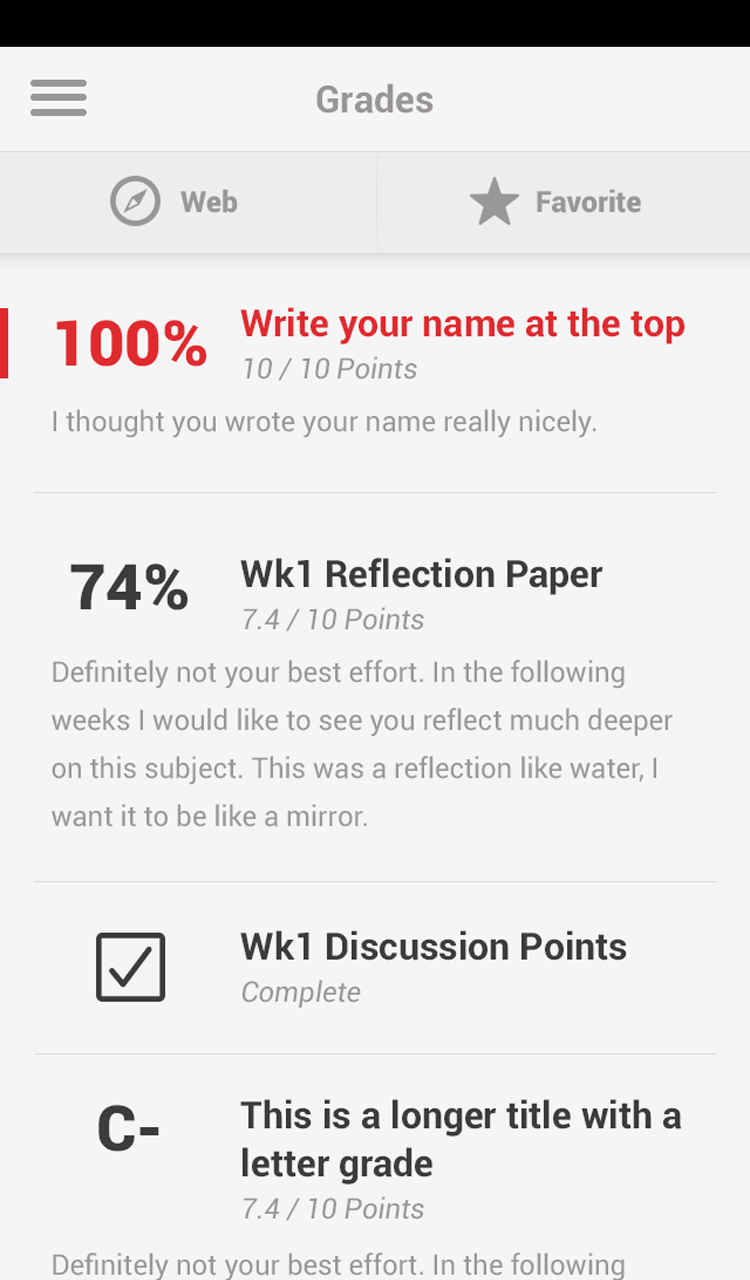 Grades
Web
Favorite
100%
Write your name at the top
10 / 10 Points
I thought you wrote your name really nicely.
74%
Wk1 Reflection Paper
7.4 / 10 Points
Definitely not your best effort. In the following
weeks I would like to see you reflect much deeper
on this subject. This was a reflection like water, I
want it to be like a mirror.
Wk1 Discussion Points
Complete
C-
This is a longer title with a
letter grade
7.4 / 10 Points
Definitely not your best effort. In the following